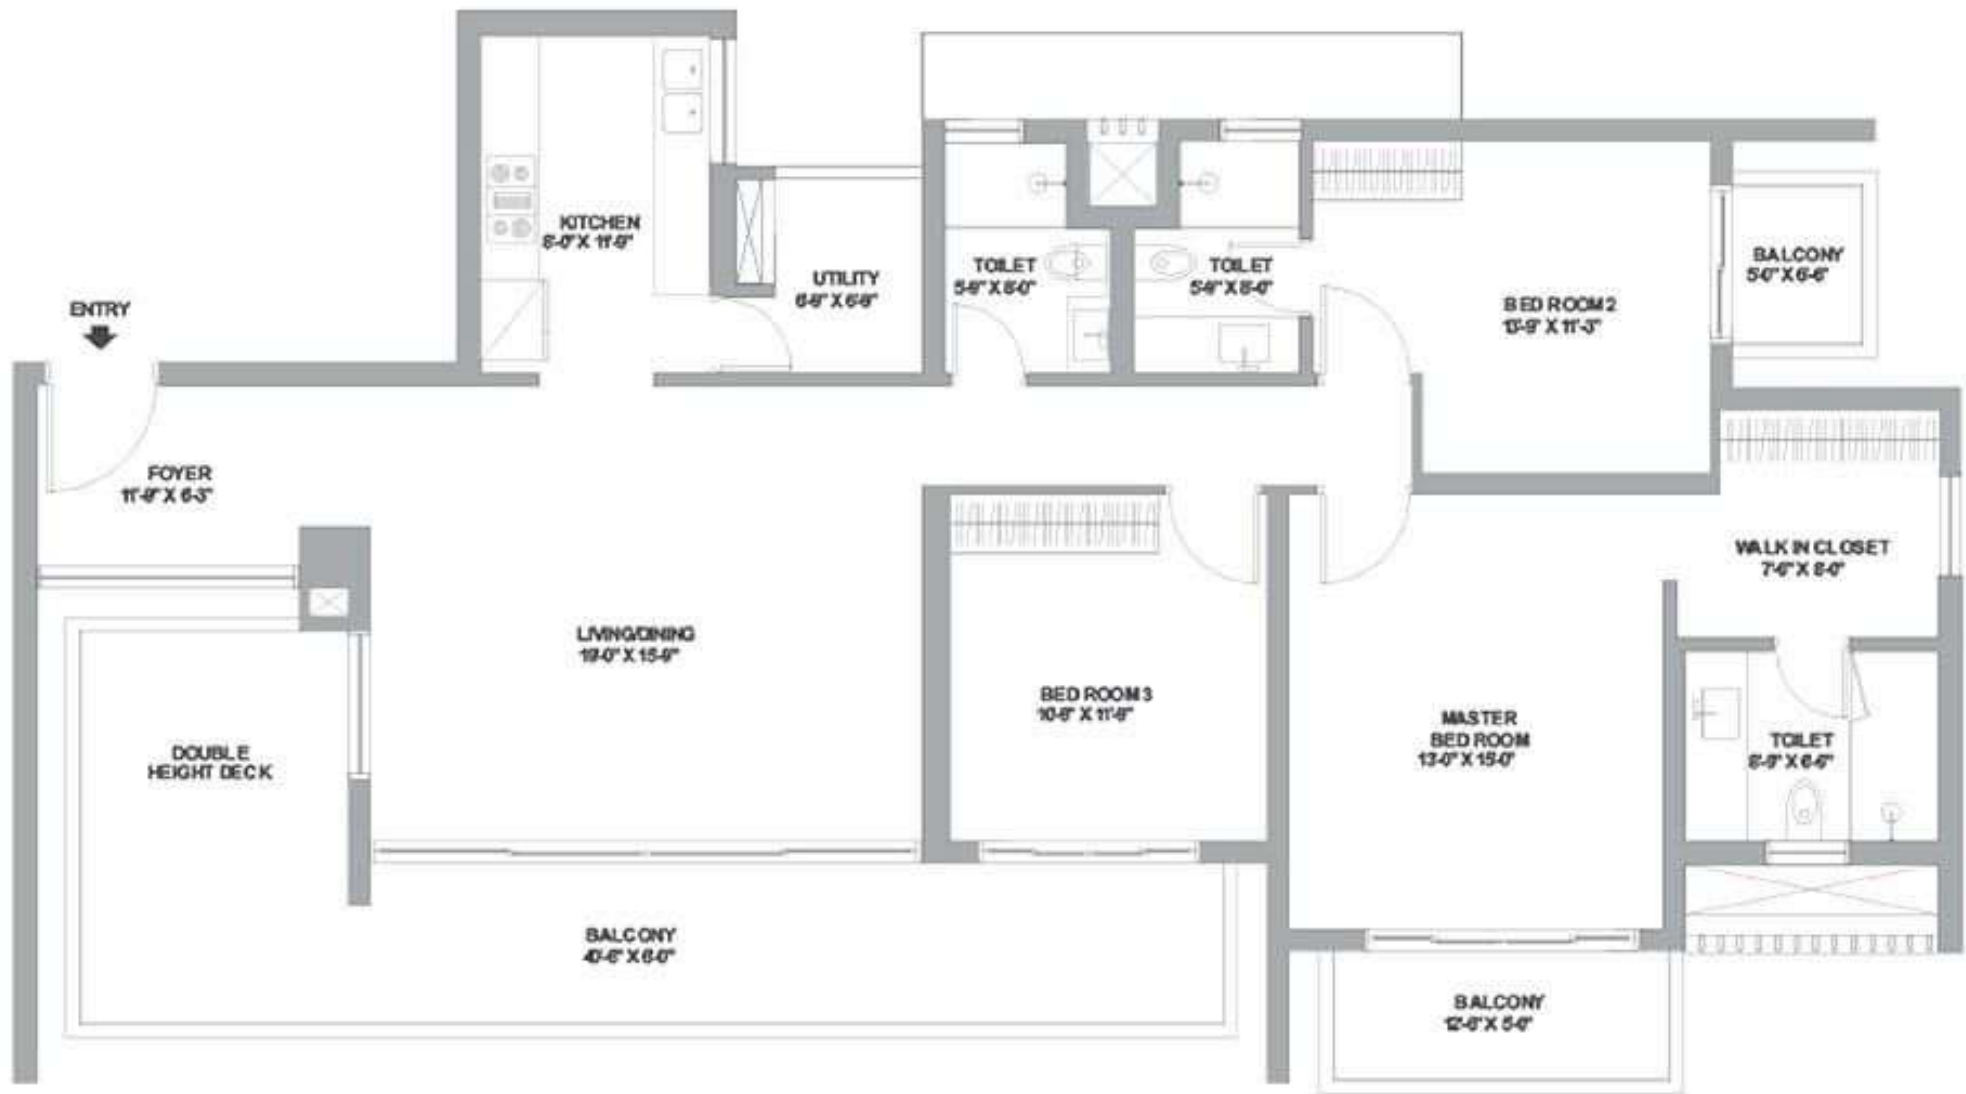 KITCHEN
8'-0" X 11'-9"
UTILITY
6'-9" X 6'-9"
TOILET
5'-9" X 8'-0"
TOILET
5'-9" X 8'-0"
BED ROOM 2
13'-9" X 11'-3"
BALCONY
5'-0" X 6'-6"
ENTRY
FOYER
11'-9" X 6'-3"
WALK IN CLOSET
7'-6" X 8'-0"
LIVING/DINING
19'-0" X 15'-9"
BED ROOM 3
10'-9" X 11'-9"
MASTER
BED ROOM
13'-0" X 15'-0"
TOILET
8'-9" X 6'-6"
DOUBLE
HEIGHT DECK
BALCONY
40'-6" X 6'-0"
BALCONY
12'-6" X 5'-0"